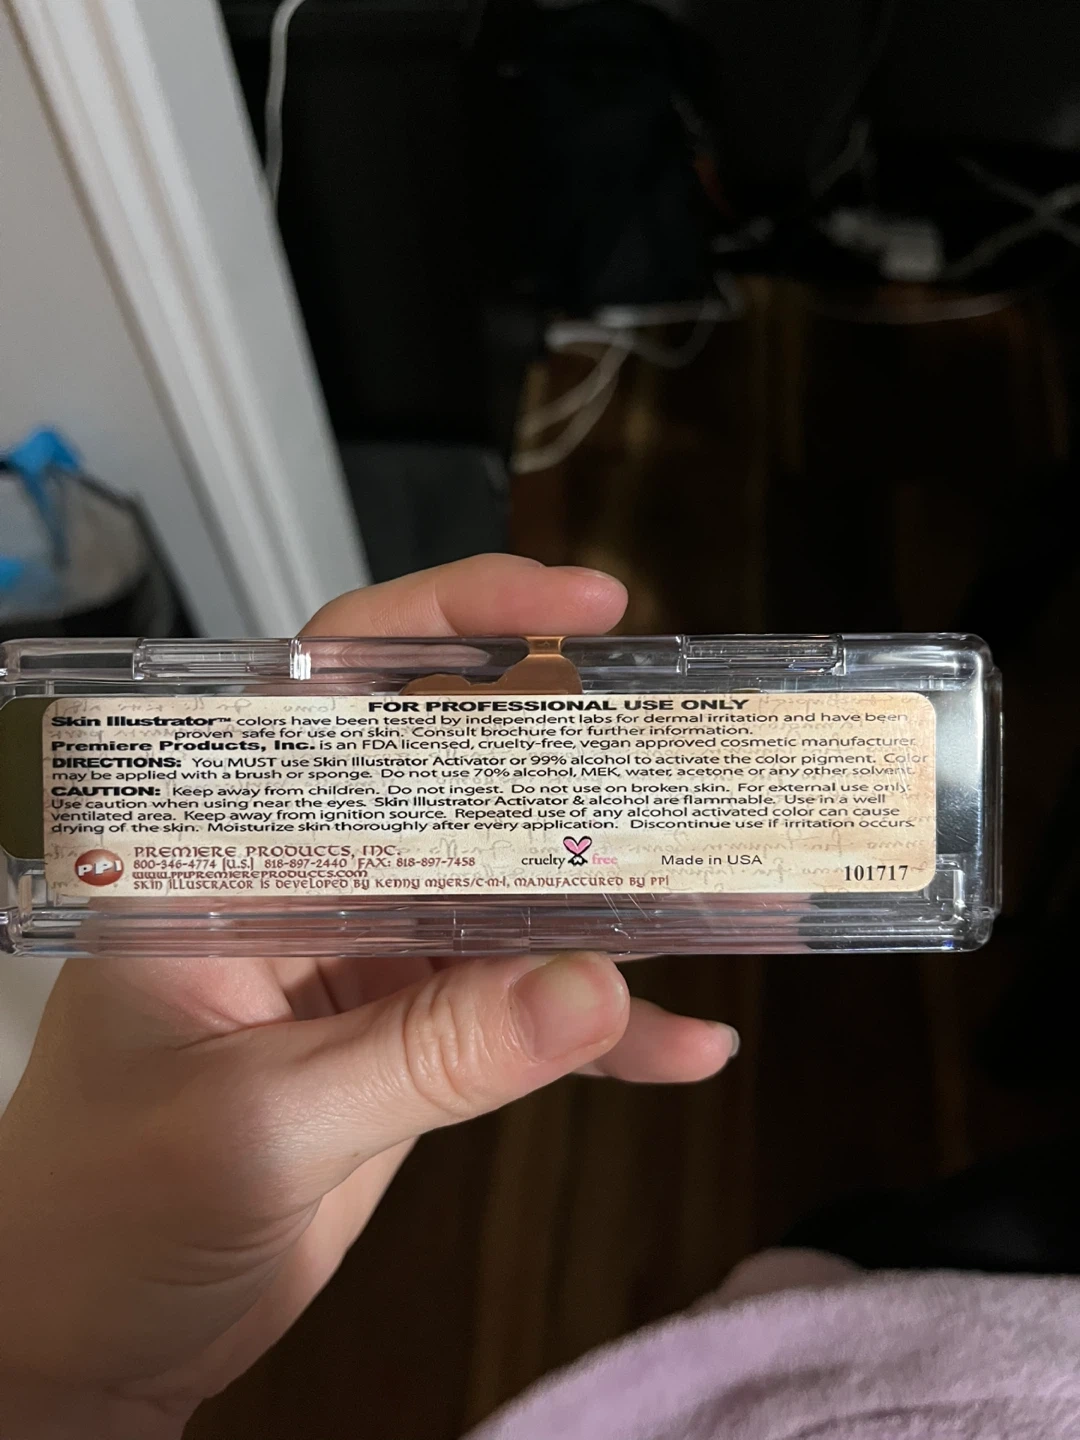 FOR PROFESSIONAL USE ONLY
Skin Illustrator™ colors have been tested by independent labs for dermal irritation and have been
proven safe for use on skin. Consult brochure for further information.
Premiere Products, Inc. is an FDA licensed, cruelty-free, vegan approved cosmetic manufacturer.
DIRECTIONS: You MUST use Skin Illustrator Activator or 99% alcohol to activate the color pigment. Color
may be applied with a brush or sponge. Do not use 70% alcohol, MEK, water, acetone or any other solvent.
CAUTION: Keep away from children. Do not ingest. Do not use on broken skin. For external use only.
Use caution when using near the eyes. Skin Illustrator Activator & alcohol are flammable. Use in a well
ventilated area. Keep away from ignition source. Repeated use of any alcohol activated color can cause
drying of the skin. Moisturize skin thoroughly after every application. Discontinue use if irritation occurs.
PPI
PREMIERE PRODUCTS, INC.
800-346-4774 [U.S.] 818-897-2440 FAX: 818-897-7458
www.ppipremiereproducts.com
Skin Illustrator is developed by Kenny Myers/C-M-I, manufactured by PPI
cruelty free
Made in USA
101717